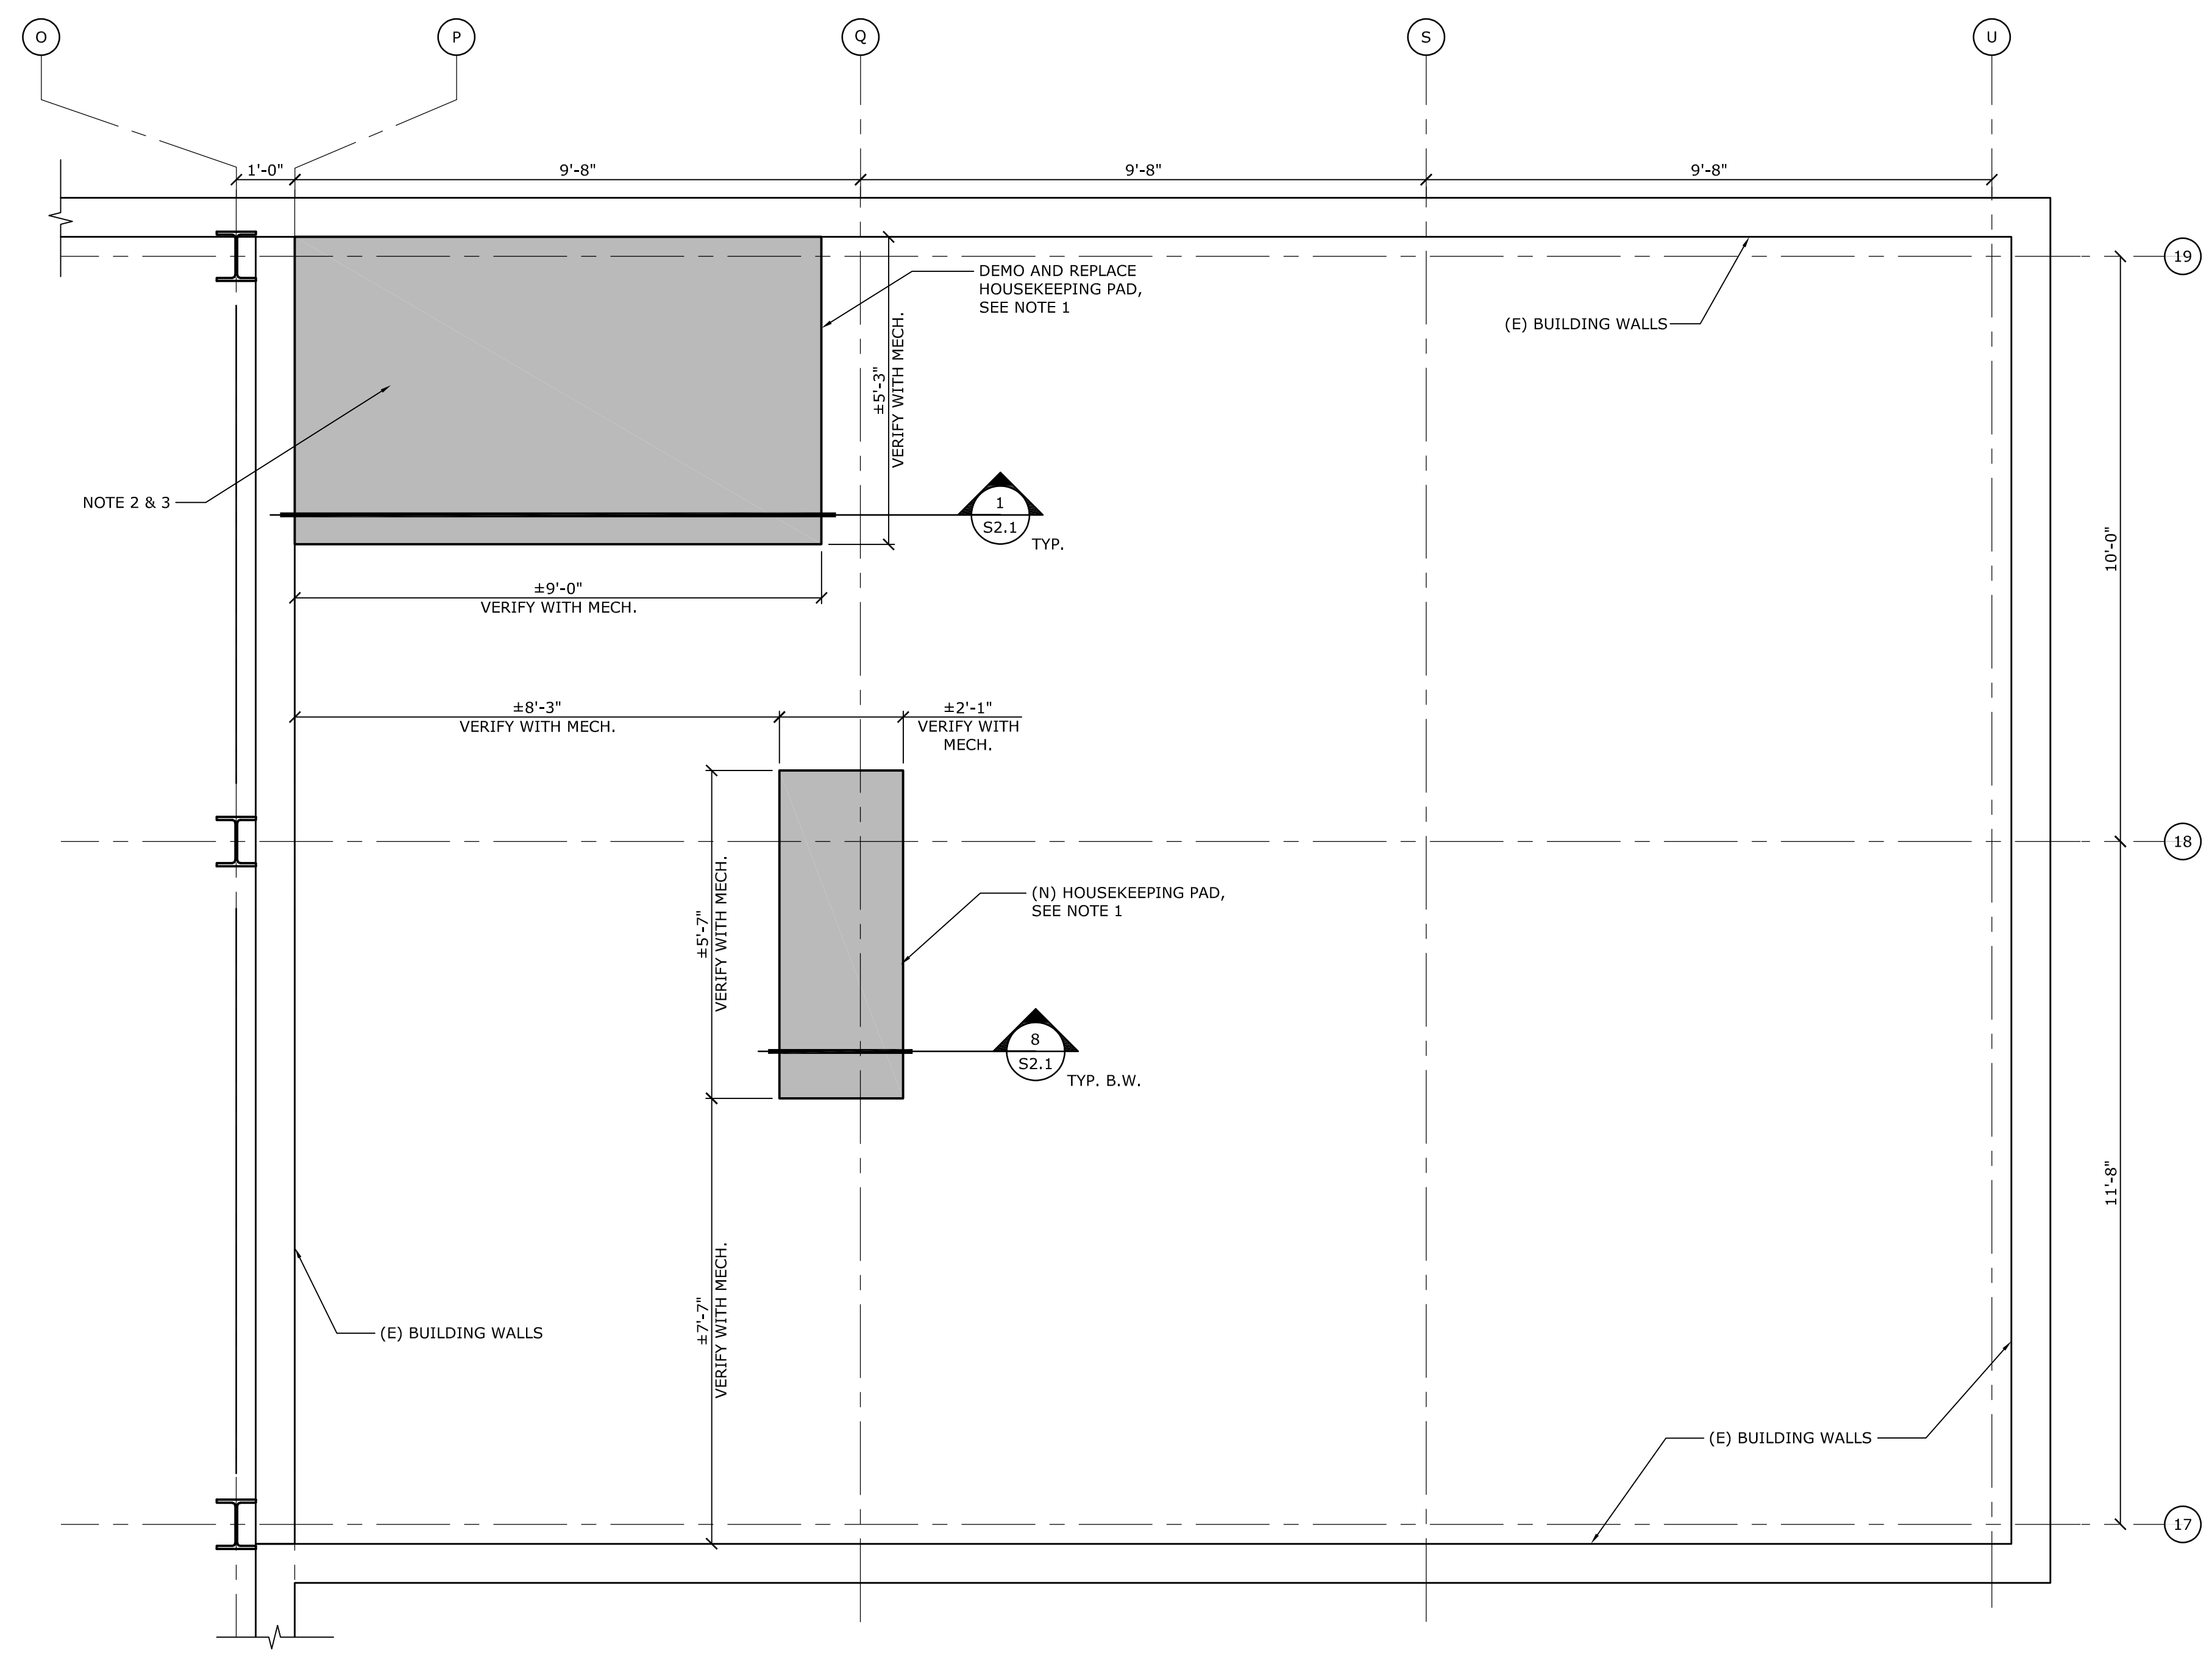 O
P
Q
S
U
1'-0"
9'-8"
9'-8"
9'-8"
19
DEMO AND REPLACE
HOUSEKEEPING PAD,
SEE NOTE 1
(E) BUILDING WALLS
±5'-3"
VERIFY WITH MECH.
NOTE 2 & 3
1
S2.1
TYP.
10'-0"
±9'-0"
VERIFY WITH MECH.
±8'-3"
VERIFY WITH MECH.
±2'-1"
VERIFY WITH
MECH.
18
±5'-7"
VERIFY WITH MECH.
(N) HOUSEKEEPING PAD,
SEE NOTE 1
8
S2.1
TYP. B.W.
11'-8"
±7'-7"
VERIFY WITH MECH.
(E) BUILDING WALLS
(E) BUILDING WALLS
17